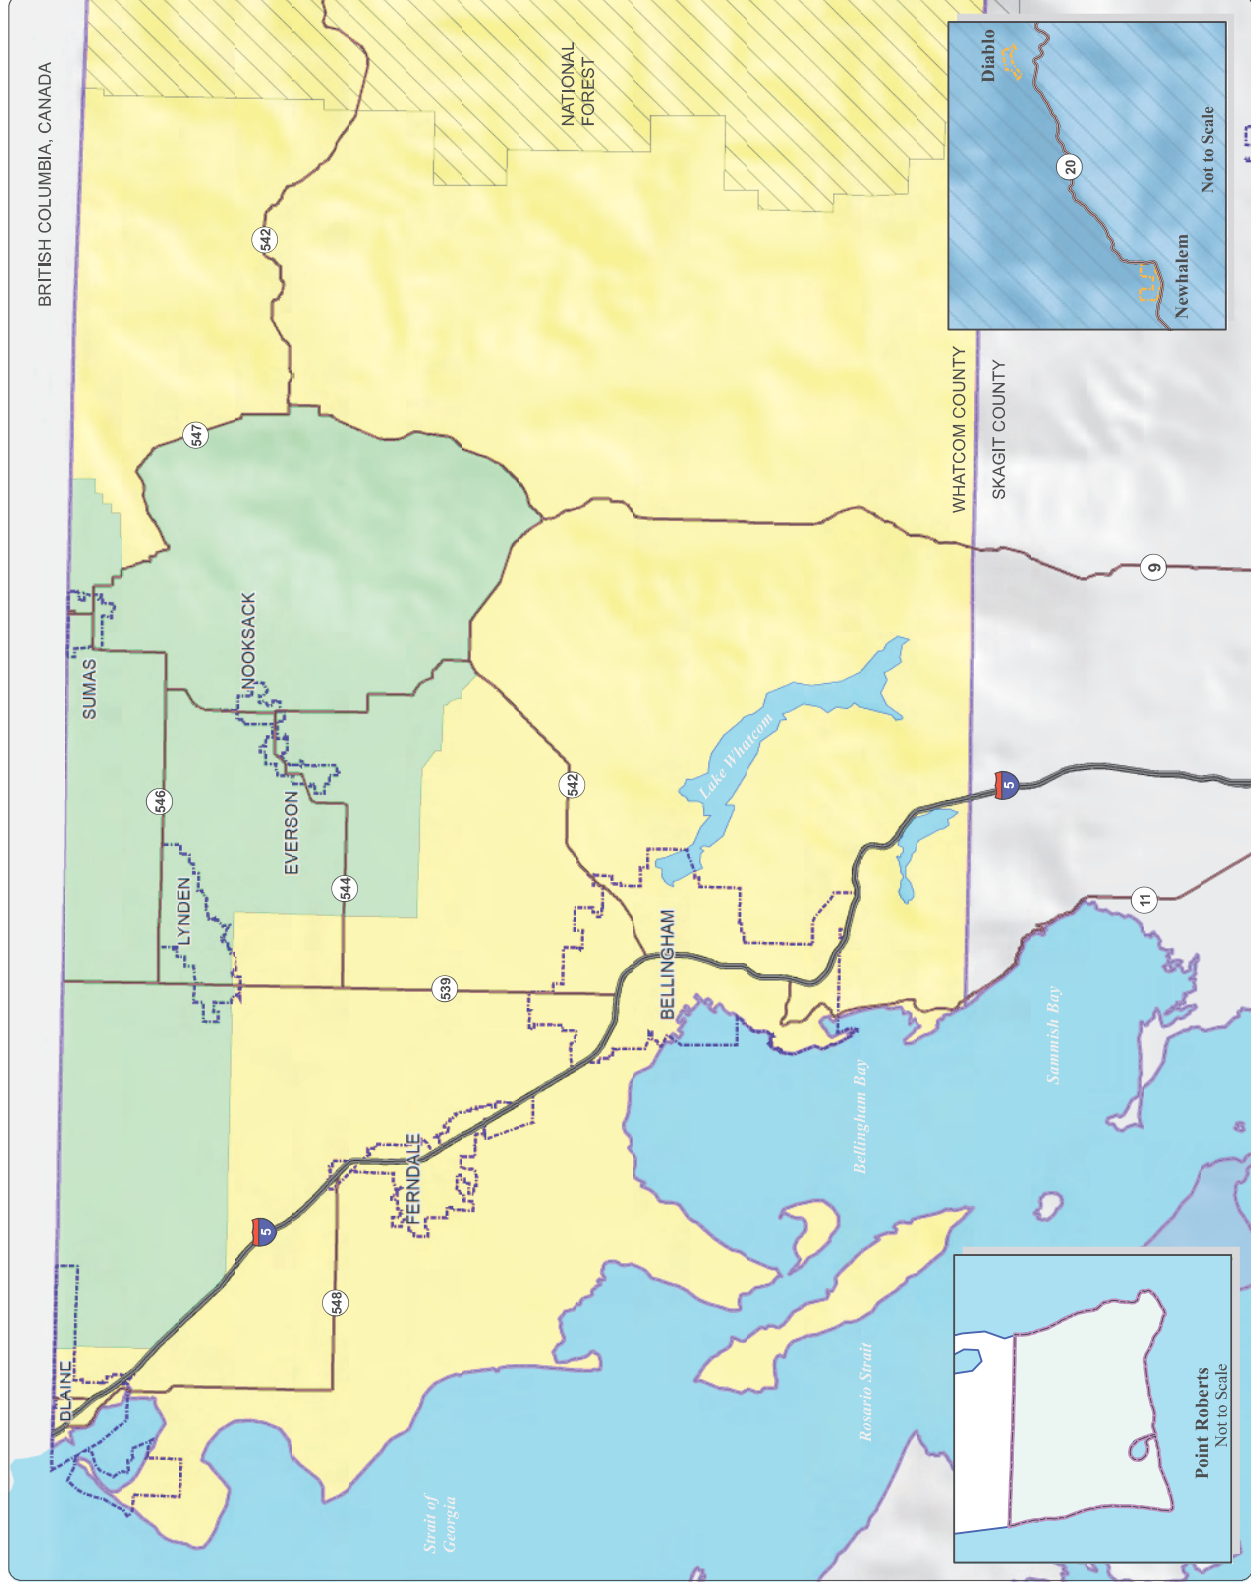 BRITISH COLUMBIA, CANADA
BLAINE
SUMAS
LYNDEN
NOOKSACK
EVERSON
FERNDALE
BELLINGHAM
NATIONAL
FOREST
546
547
542
544
539
542
548
5
5
9
11
Lake Whatcom
Strait of
Georgia
Rosario Strait
Bellingham Bay
Sammish Bay
WHATCOM COUNTY
SKAGIT COUNTY
Point Roberts
Not to Scale
Diablo
20
Newhalem
Not to Scale